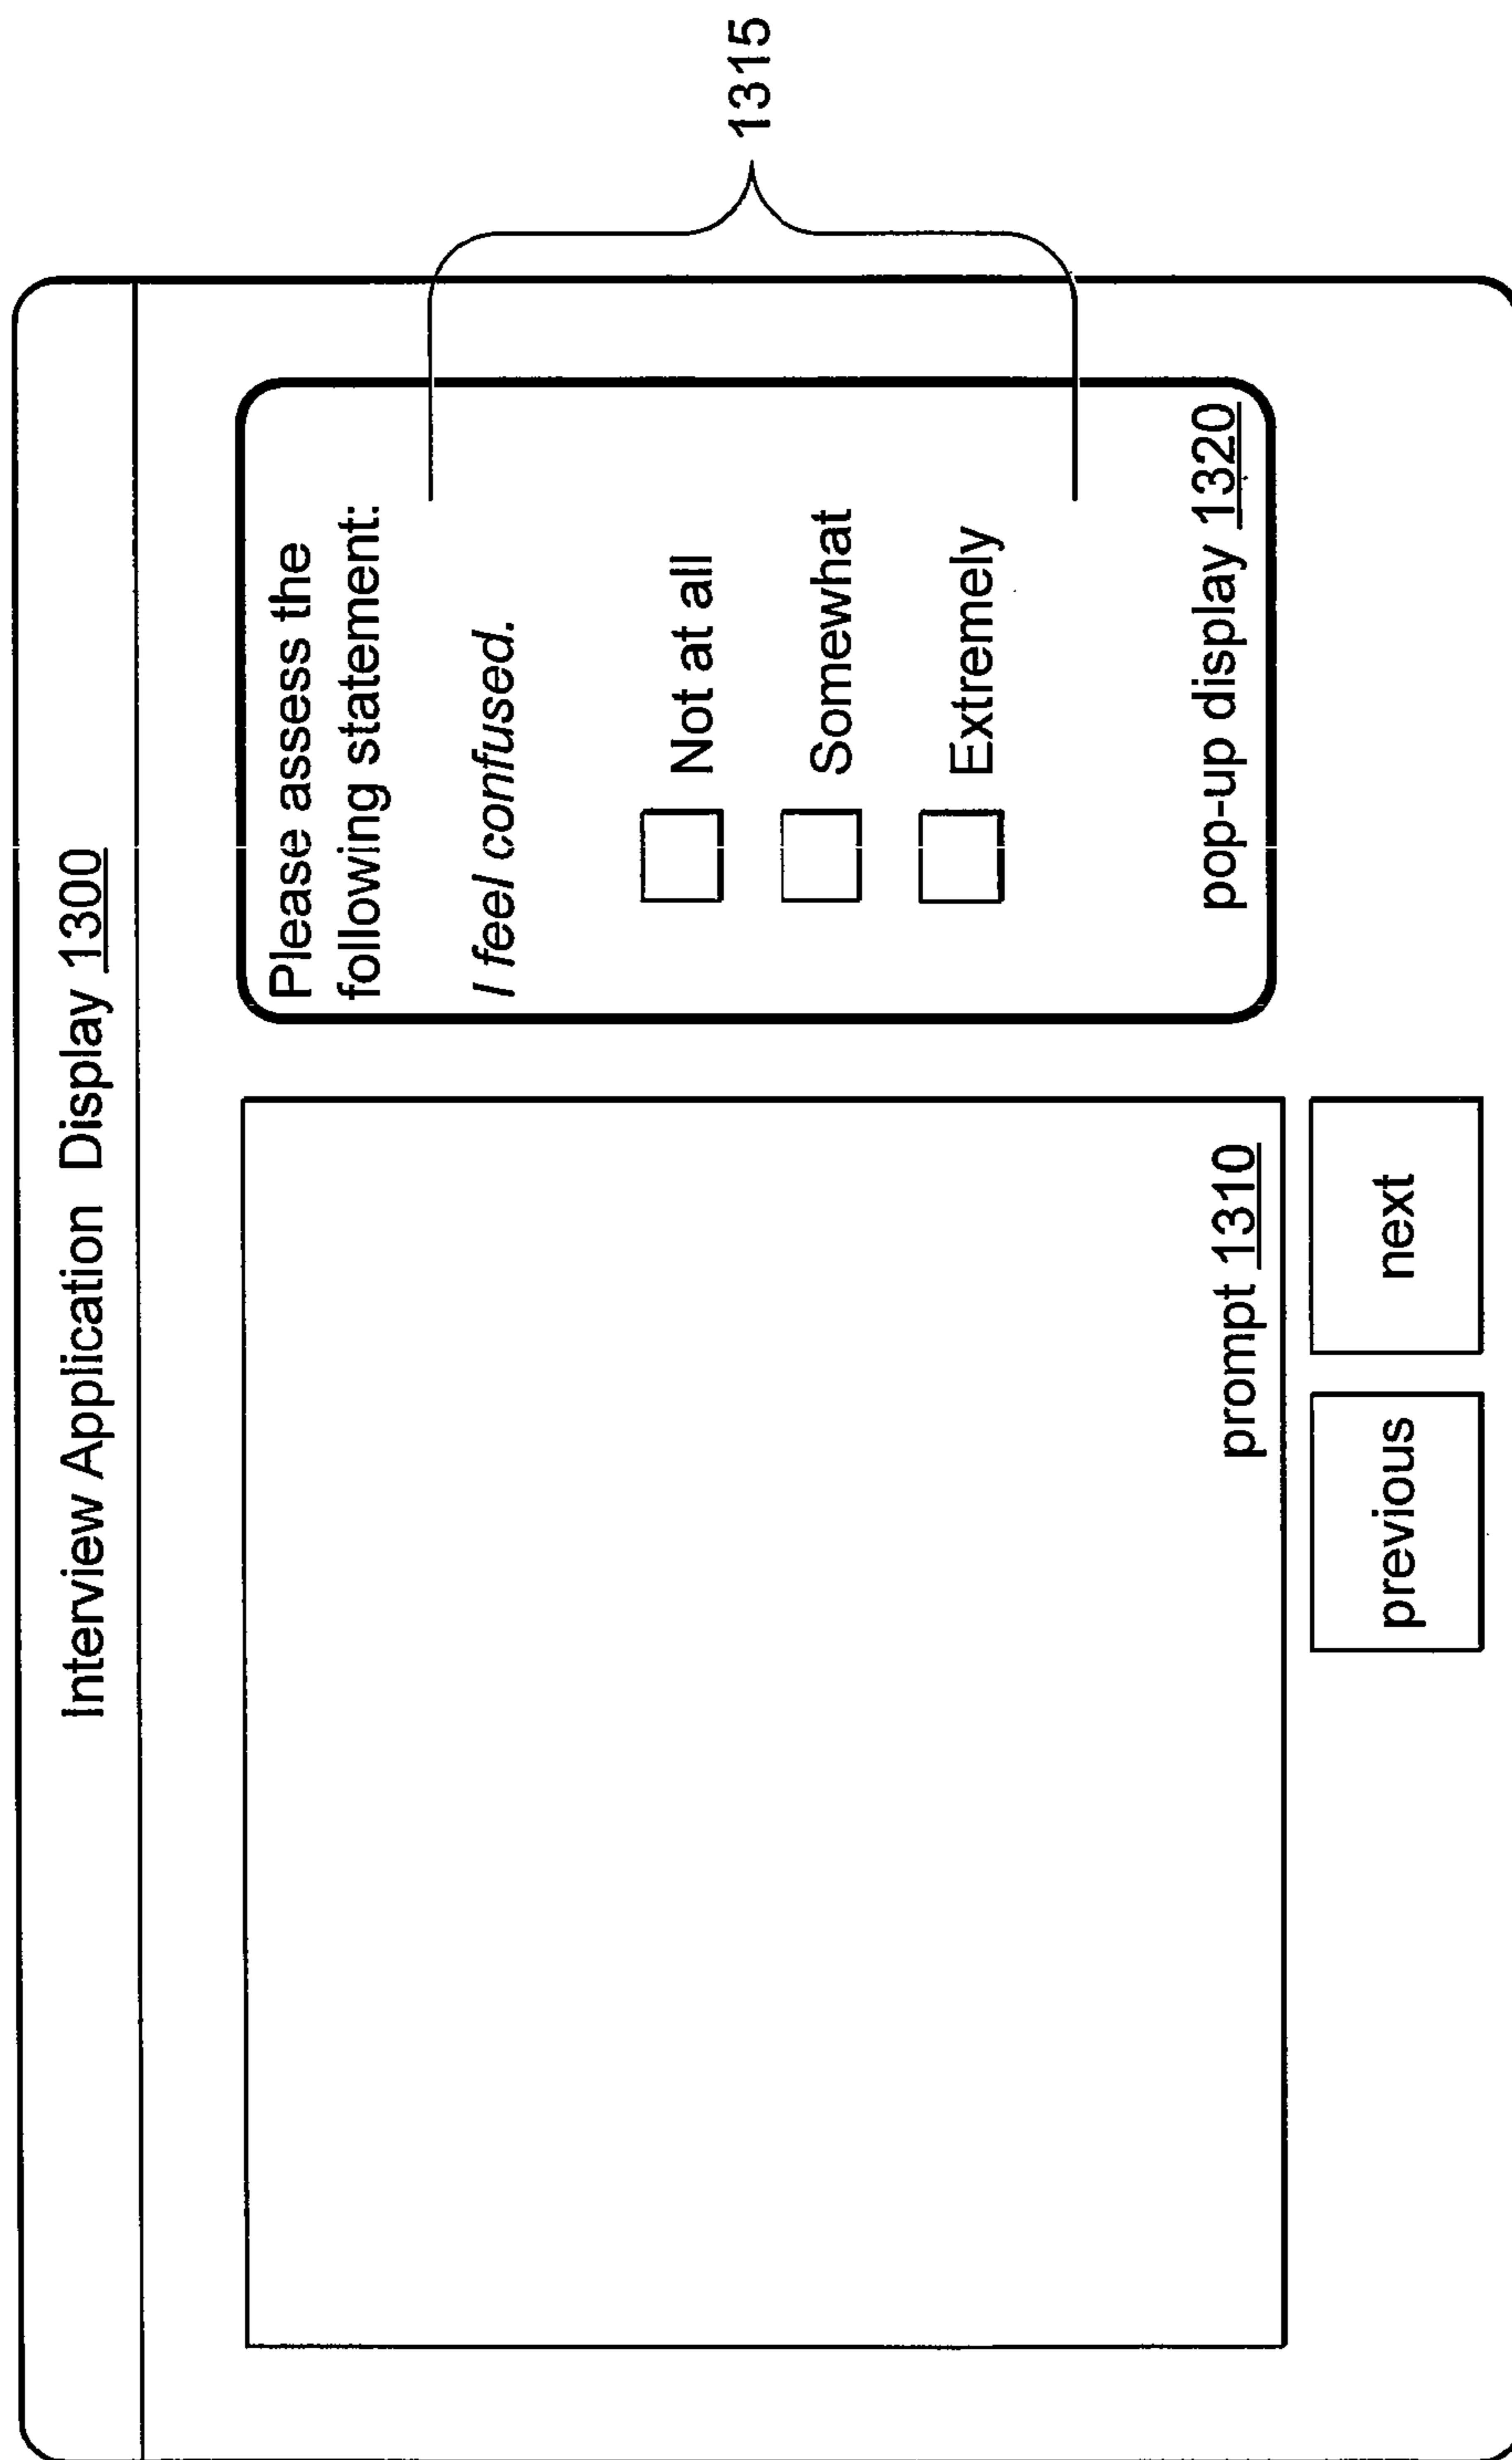 Interview Application Display 1300
Please assess the
following statement:
I feel confused.
Not at all
Somewhat
Extremely
pop-up display 1320
1315
prompt 1310
previous
next